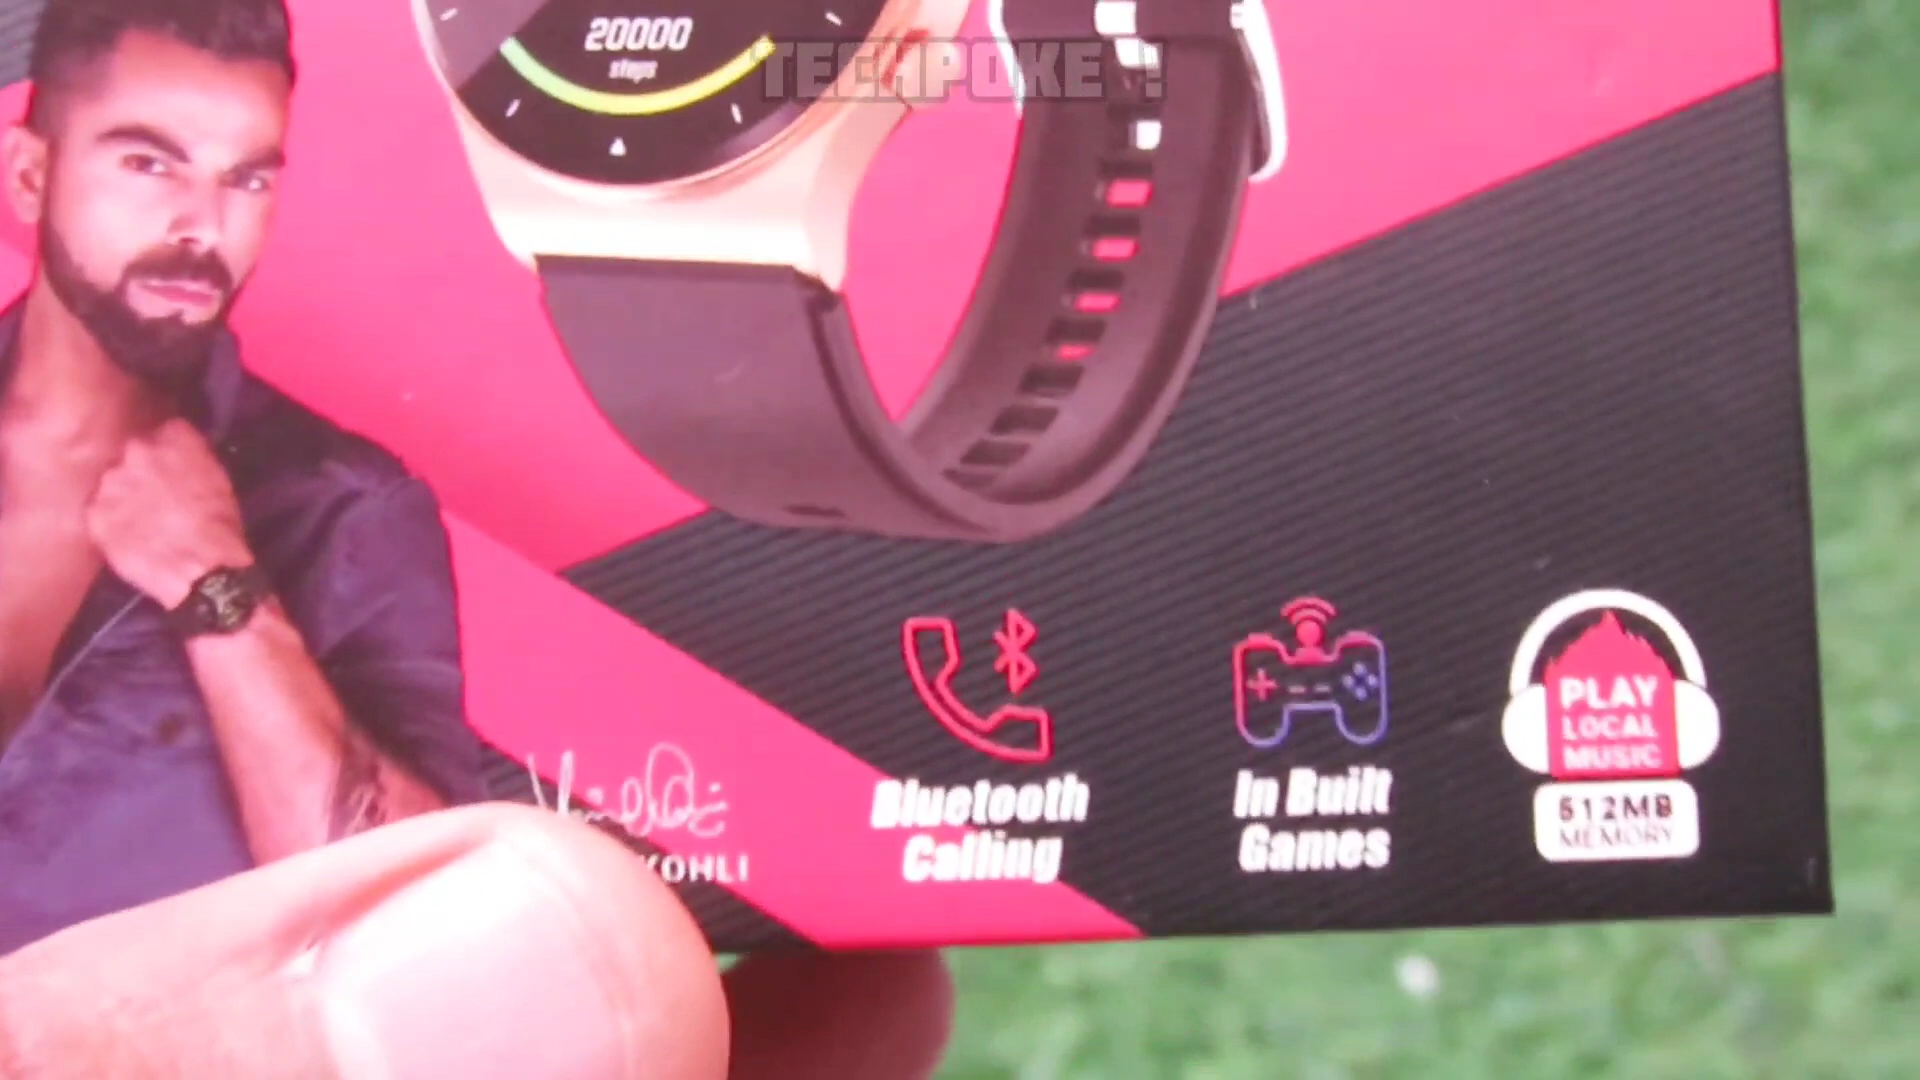 20000
steps
TECHPOKE !
KOHLI
Bluetooth
Calling
In Built
Games
PLAY
LOCAL
MUSIC
512MB
MEMORY